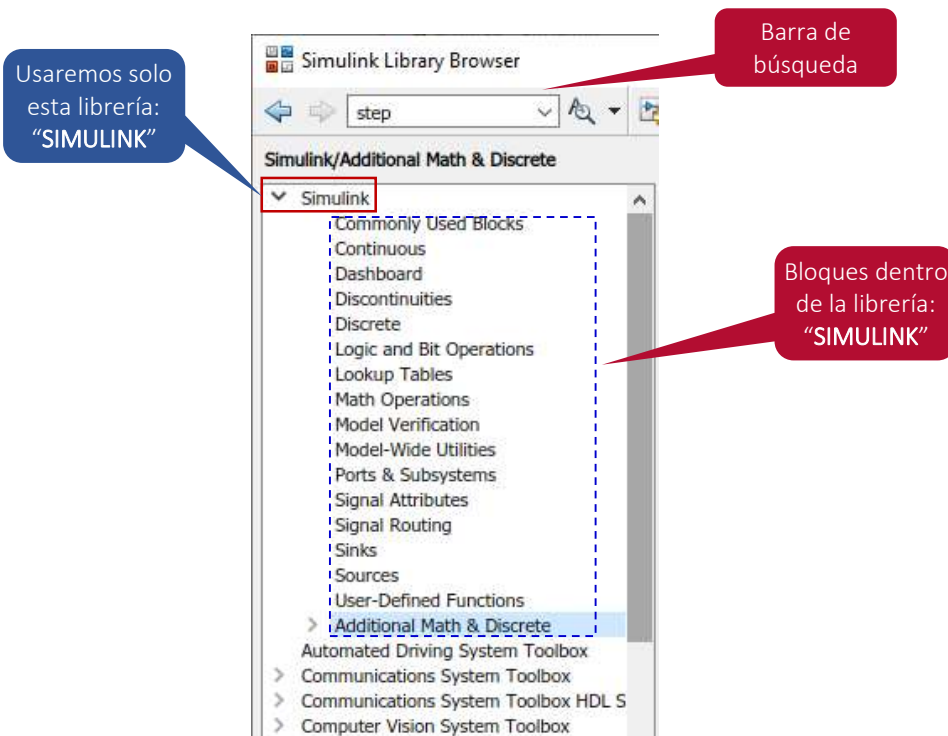 Barra de
búsqueda
Usaremos solo
esta librería:
“SIMULINK”
Simulink Library Browser
step
Simulink/Additional Math & Discrete
Simulink
Commonly Used Blocks
Continuous
Dashboard
Discontinuities
Discrete
Logic and Bit Operations
Lookup Tables
Math Operations
Model Verification
Model-Wide Utilities
Ports & Subsystems
Signal Attributes
Signal Routing
Sinks
Sources
User-Defined Functions
Additional Math & Discrete
Automated Driving System Toolbox
Communications System Toolbox
Communications System Toolbox HDL S
Computer Vision System Toolbox
Bloques dentro
de la librería:
“SIMULINK”